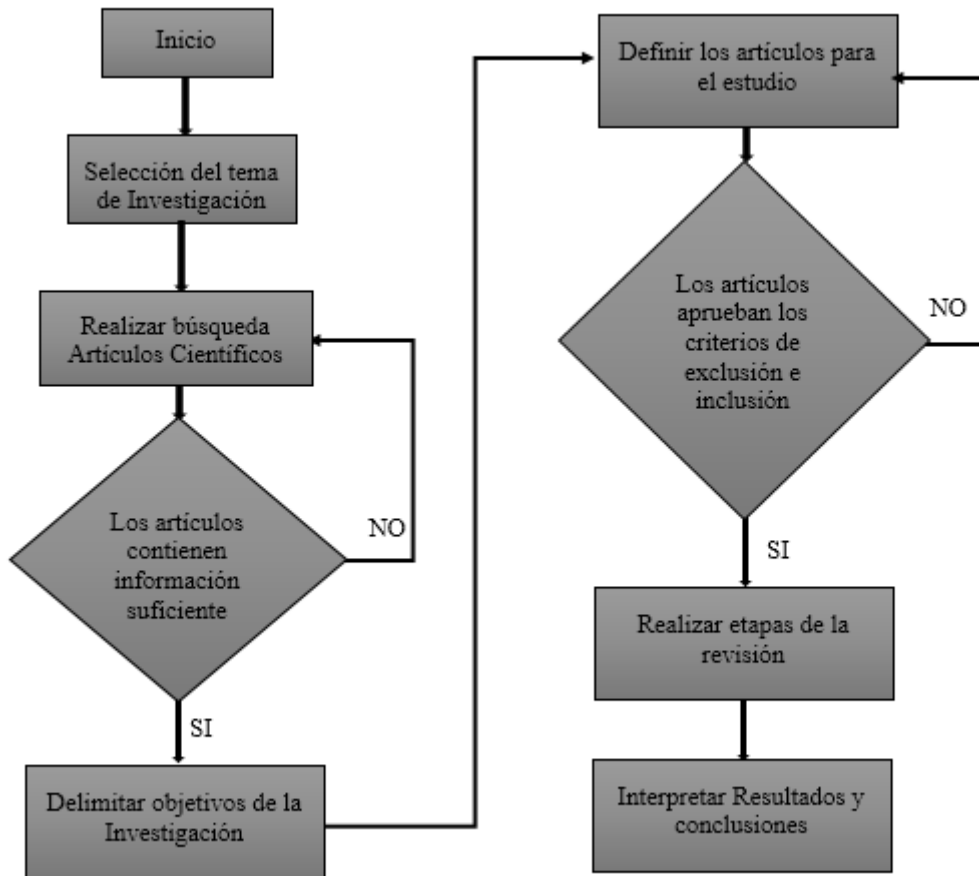 Inicio
Selección del tema
de Investigación
Realizar búsqueda
Artículos Científicos
Los artículos
contienen
información
suficiente
NO
SI
Delimitar objetivos de la
Investigación
Definir los artículos para
el estudio
Los artículos
aprueban los
criterios de
exclusión e
inclusión
NO
SI
Realizar etapas de la
revisión
Interpretar Resultados y
conclusiones